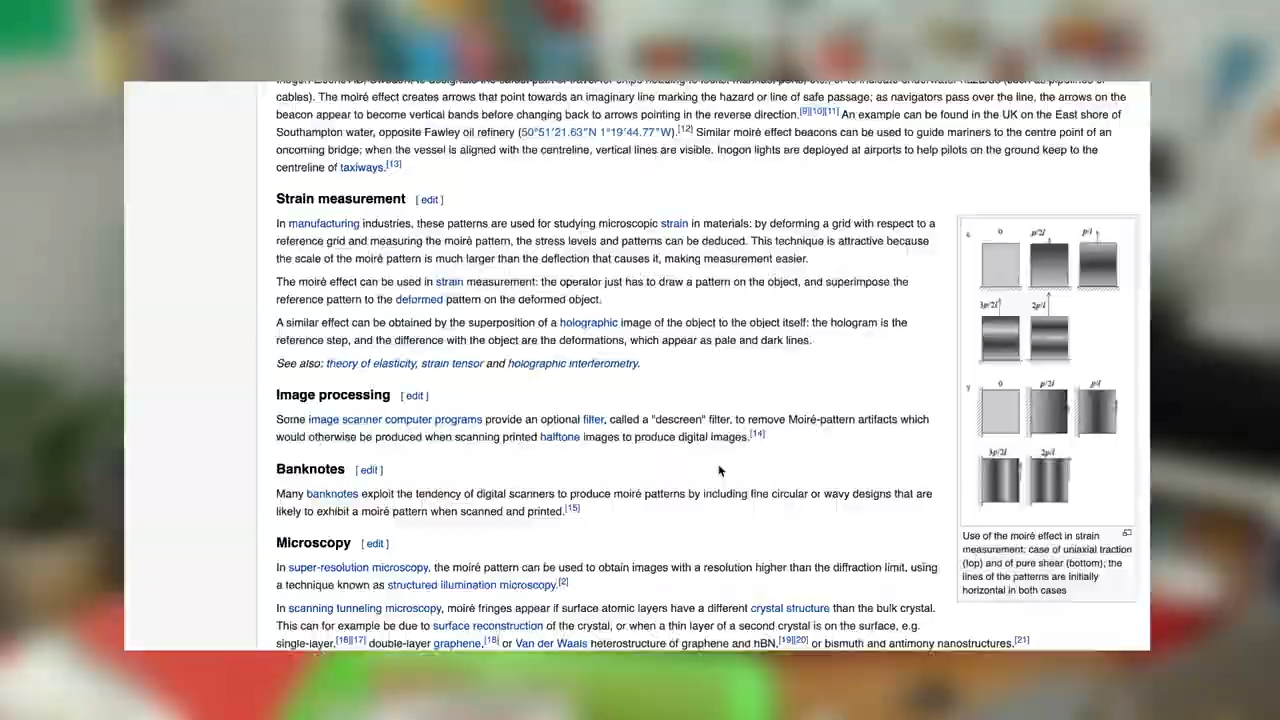 cables). The moiré effect creates arrows that point towards an imaginary line marking the hazard or line of safe passage; as navigators pass over the line, the arrows on the
beacon appear to become vertical bands before changing back to arrows pointing in the reverse direction.[9][10][11] An example can be found in the UK on the East shore of
Southampton water, opposite Fawley oil refinery (50°51′21.63″N 1°19′44.77″W).[12] Similar moiré effect beacons can be used to guide mariners to the centre point of an
oncoming bridge; when the vessel is aligned with the centreline, vertical lines are visible. Inogon lights are deployed at airports to help pilots on the ground keep to the
centreline of taxiways.[13]
Strain measurement [ edit ]
In manufacturing industries, these patterns are used for studying microscopic strain in materials: by deforming a grid with respect to a
reference grid and measuring the moiré pattern, the stress levels and patterns can be deduced. This technique is attractive because
the scale of the moiré pattern is much larger than the deflection that causes it, making measurement easier.
The moiré effect can be used in strain measurement: the operator just has to draw a pattern on the object, and superimpose the
reference pattern to the deformed pattern on the deformed object.
A similar effect can be obtained by the superposition of a holographic image of the object to the object itself: the hologram is the
reference step, and the difference with the object are the deformations, which appear as pale and dark lines.
See also: theory of elasticity, strain tensor and holographic interferometry.
Image processing [ edit ]
Some image scanner computer programs provide an optional filter, called a "descreen" filter, to remove Moiré-pattern artifacts which
would otherwise be produced when scanning printed halftone images to produce digital images.[14]
Banknotes [ edit ]
Many banknotes exploit the tendency of digital scanners to produce moiré patterns by including fine circular or wavy designs that are
likely to exhibit a moiré pattern when scanned and printed.[15]
Microscopy [ edit ]
In super-resolution microscopy, the moiré pattern can be used to obtain images with a resolution higher than the diffraction limit, using
a technique known as structured illumination microscopy.[2]
In scanning tunneling microscopy, moiré fringes appear if surface atomic layers have a different crystal structure than the bulk crystal.
This can for example be due to surface reconstruction of the crystal, or when a thin layer of a second crystal is on the surface, e.g.
single-layer,[16][17] double-layer graphene,[18] or Van der Waals heterostructure of graphene and hBN,[19][20] or bismuth and antimony nanostructures.[21]
0 p/2l p/l
3p/2l 2p/l
γ 0 p/2l p/l
3p/2l 2p/l
Use of the moiré effect in strain
measurement: case of uniaxial traction
(top) and of pure shear (bottom); the
lines of the patterns are initially
horizontal in both cases